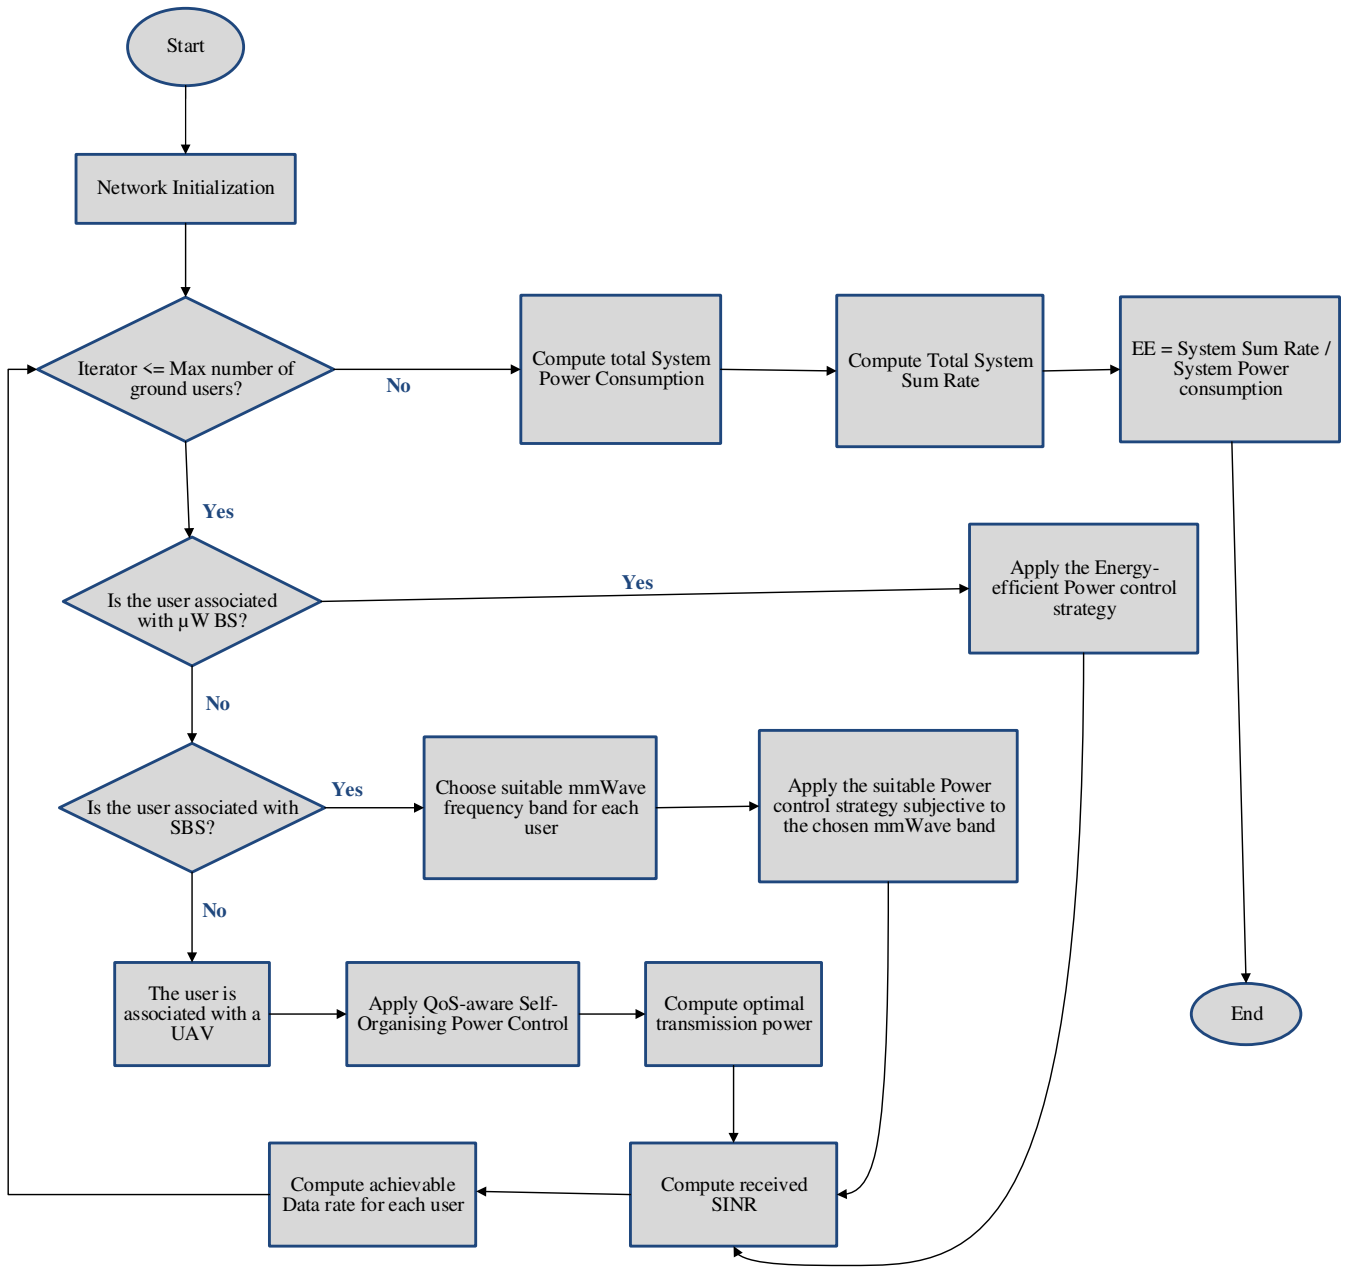 Start
Network Initialization
Iterator <= Max number of
ground users?
No
Compute total System
Power Consumption
Compute Total System
Sum Rate
EE = System Sum Rate /
System Power
consumption
Yes
Is the user associated
with µW BS?
Yes
Apply the Energy-
efficient Power control
strategy
No
Is the user associated with
SBS?
Yes
Choose suitable mmWave
frequency band for each
user
Apply the suitable Power
control strategy subjective to
the chosen mmWave band
No
The user is
associated with a
UAV
Apply QoS-aware Self-
Organising Power Control
Compute optimal
transmission power
End
Compute achievable
Data rate for each user
Compute received
SINR